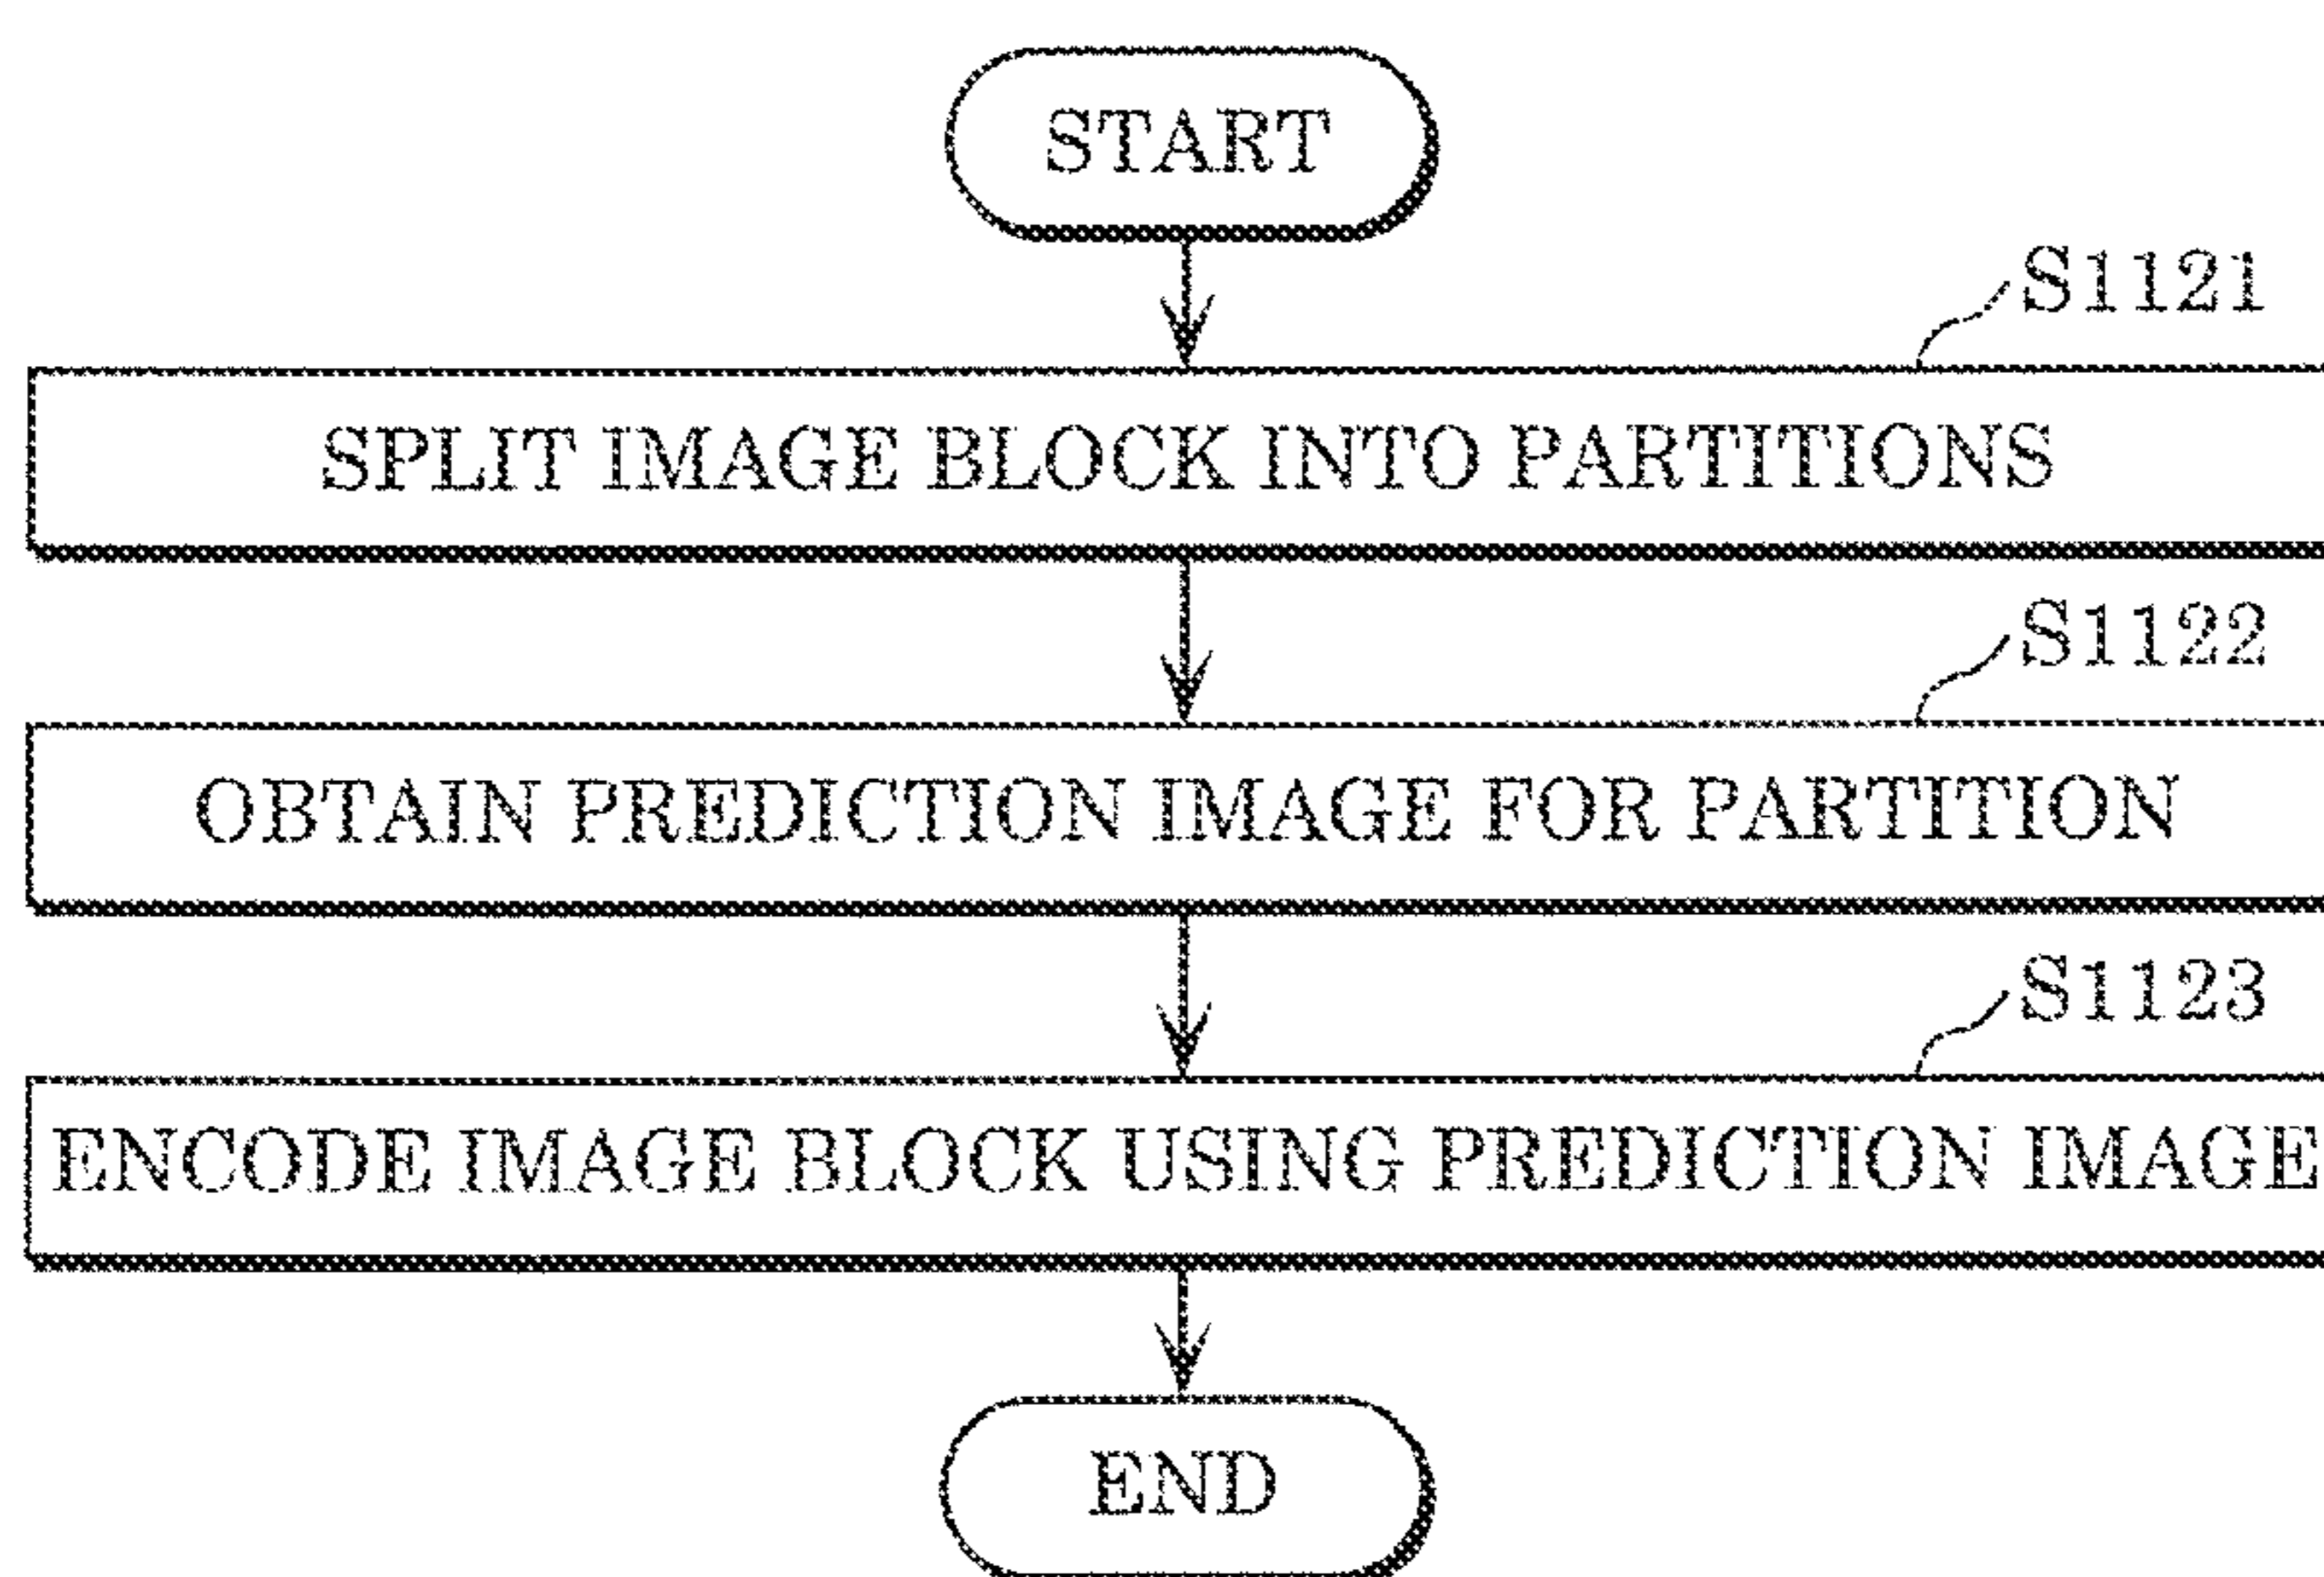 START
S1121
SPLIT IMAGE BLOCK INTO PARTITIONS
S1122
OBTAIN PREDICTION IMAGE FOR PARTITION
S1123
ENCODE IMAGE BLOCK USING PREDICTION IMAGE
END